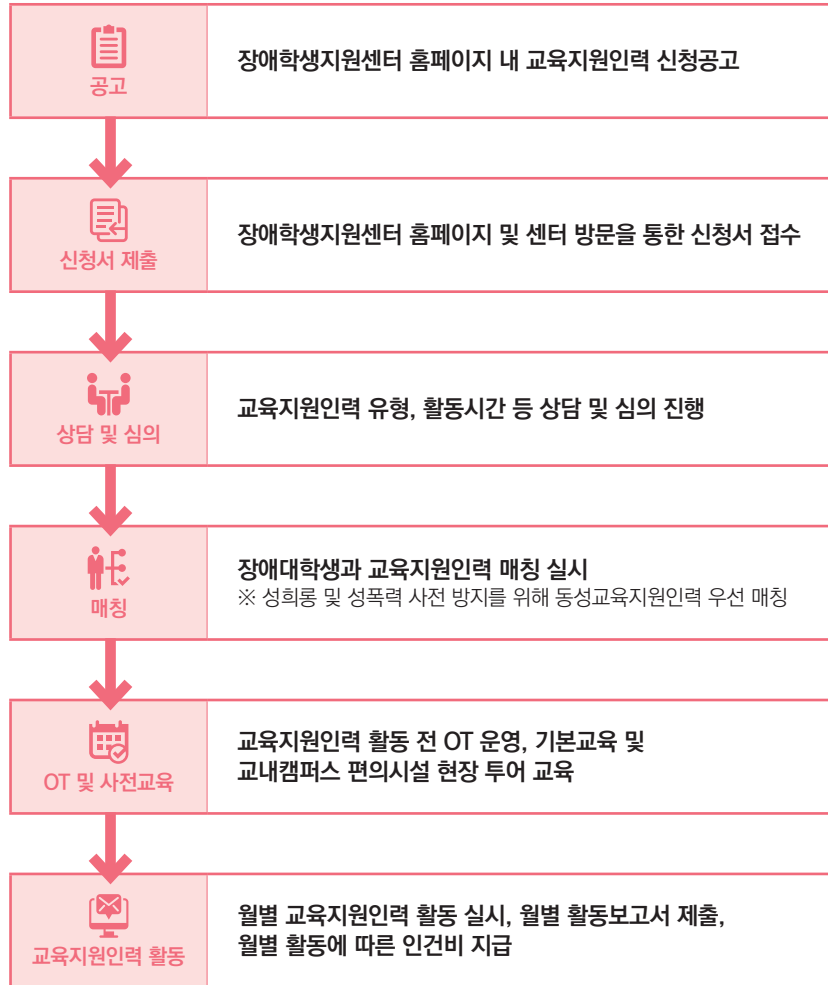 공고
장애학생지원센터 홈페이지 내 교육지원인력 신청공고
신청서 제출
장애학생지원센터 홈페이지 및 센터 방문을 통한 신청서 접수
상담 및 심의
교육지원인력 유형, 활동시간 등 상담 및 심의 진행
매칭
장애대학생과 교육지원인력 매칭 실시
※ 성희롱 및 성폭력 사전 방지를 위해 동성교육지원인력 우선 매칭
OT 및 사전교육
교육지원인력 활동 전 OT 운영, 기본교육 및
교내캠퍼스 편의시설 현장 투어 교육
교육지원인력 활동
월별 교육지원인력 활동 실시, 월별 활동보고서 제출,
월별 활동에 따른 인건비 지급